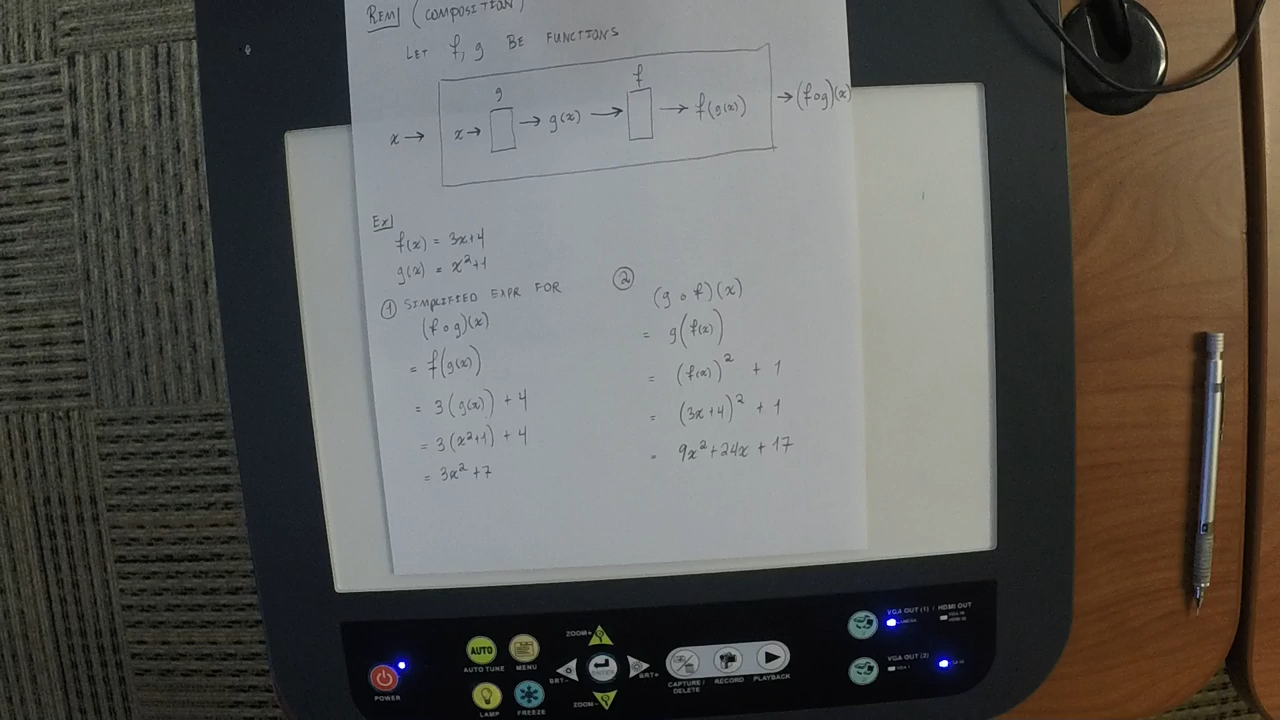 REM (COMPOSITION)
LET f, g BE FUNCTIONS
g
f
x → x → → g(x) → → f(g(x)) → (f∘g)(x)
Ex
f(x) = 3x+4
g(x) = x²+1
① SIMPLIFIED EXPR FOR
(f∘g)(x)
= f(g(x))
= 3(g(x)) + 4
= 3(x²+1) + 4
= 3x² + 7
②
(g∘f)(x)
= g(f(x))
= (f(x))² + 1
= (3x+4)² + 1
= 9x²+24x+17
POWER
AUTO
AUTO TUNE
MENU
LAMP
FREEZE
ZOOM+
BRT-
BRT+
ZOOM-
CAPTURE / DELETE
RECORD
PLAYBACK
VGA OUT (1) / HDMI OUT
VGA OUT (2)